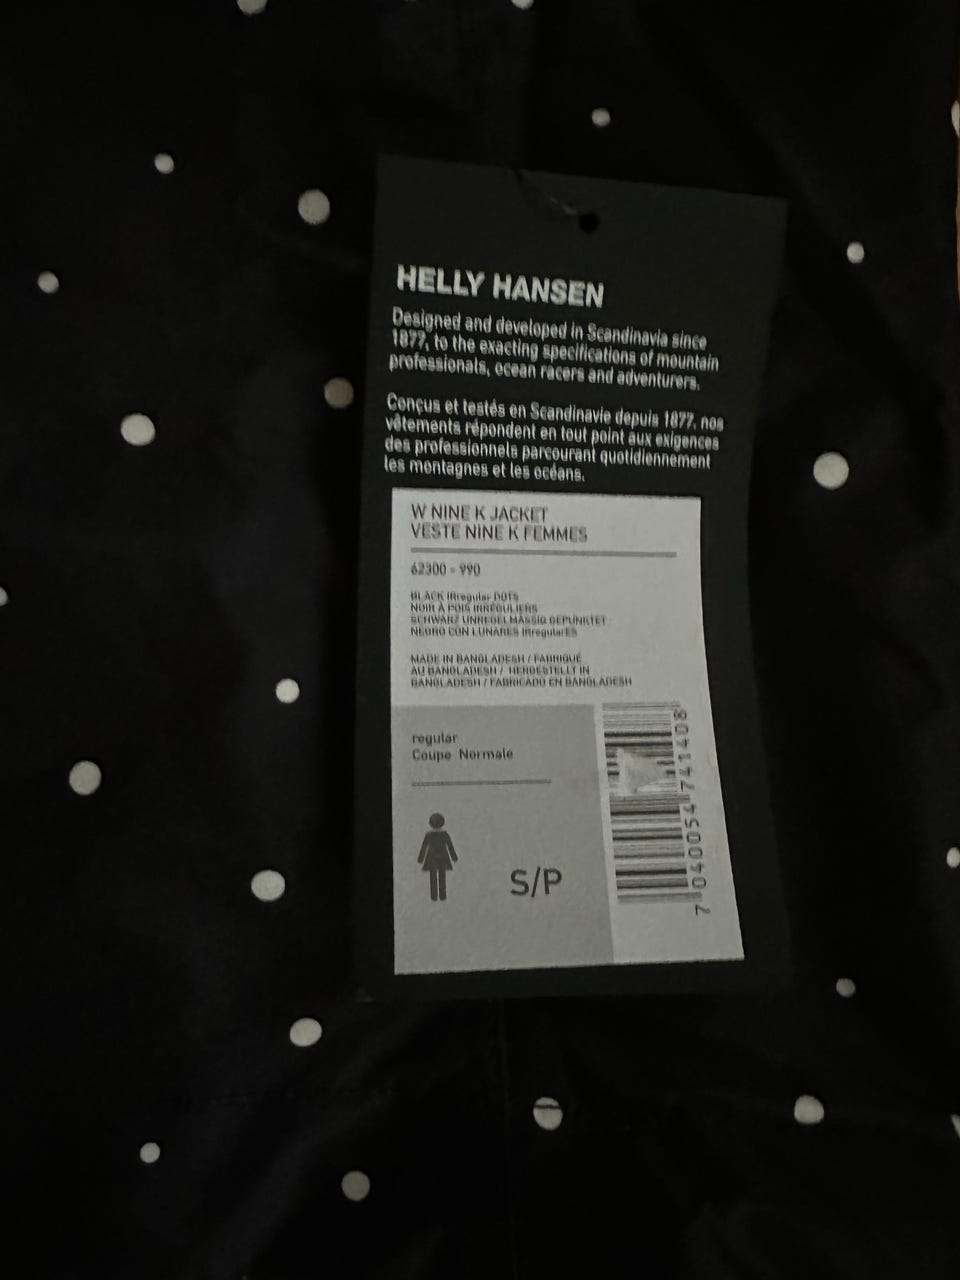 HELLY HANSEN
Designed and developed in Scandinavia since
1877, to the exacting specifications of mountain
professionals, ocean racers and adventurers.
Conçus et testés en Scandinavie depuis 1877, nos
vêtements répondent en tout point aux exigences
des professionnels parcourant quotidiennement
les montagnes et les océans.
W NINE K JACKET
VESTE NINE K FEMMES
62300 - 990
BLACK IRregular DOTS
NOIR À POIS IRRÉGULIERS
SCHWARZ UNREGELMÄSSIG GEPUNKTET
NEGRO CON LUNARES IRregularES
MADE IN BANGLADESH / FABRIQUÉ
AU BANGLADESH / HERGESTELLT IN
BANGLADESH / FABRICADO EN BANGLADESH
regular
Coupe Normale
S/P
7 040054 741408